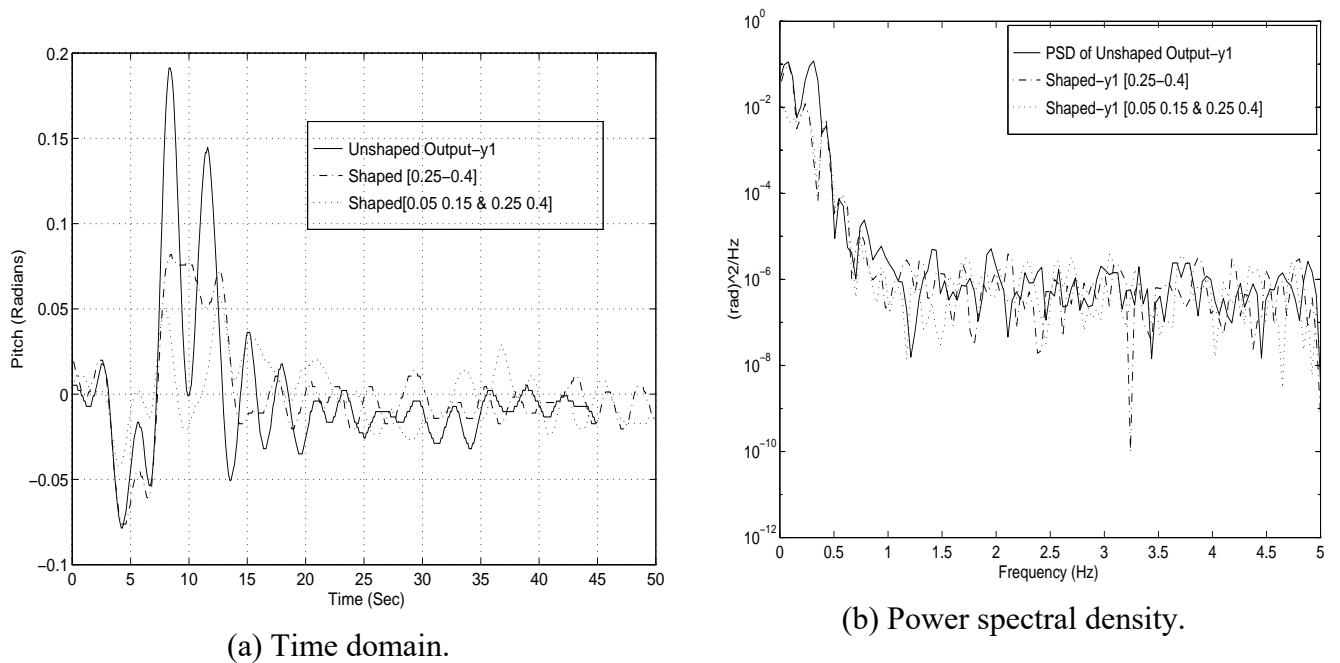 0.2
0.15
0.1
0.05
0
−0.05
−0.1
0 5 10 15 20 25 30 35 40 45 50
Pitch (Radians)
Time (Sec)
Unshaped Output−y1
Shaped [0.25−0.4]
Shaped[0.05 0.15 & 0.25 0.4]
(a) Time domain.
10^0
10^−2
10^−4
10^−6
10^−8
10^−10
10^−12
0 0.5 1 1.5 2 2.5 3 3.5 4 4.5 5
(rad)^2/Hz
Frequency (Hz)
PSD of Unshaped Output−y1
Shaped−y1 [0.25−0.4]
Shaped−y1 [0.05 0.15 & 0.25 0.4]
(b) Power spectral density.